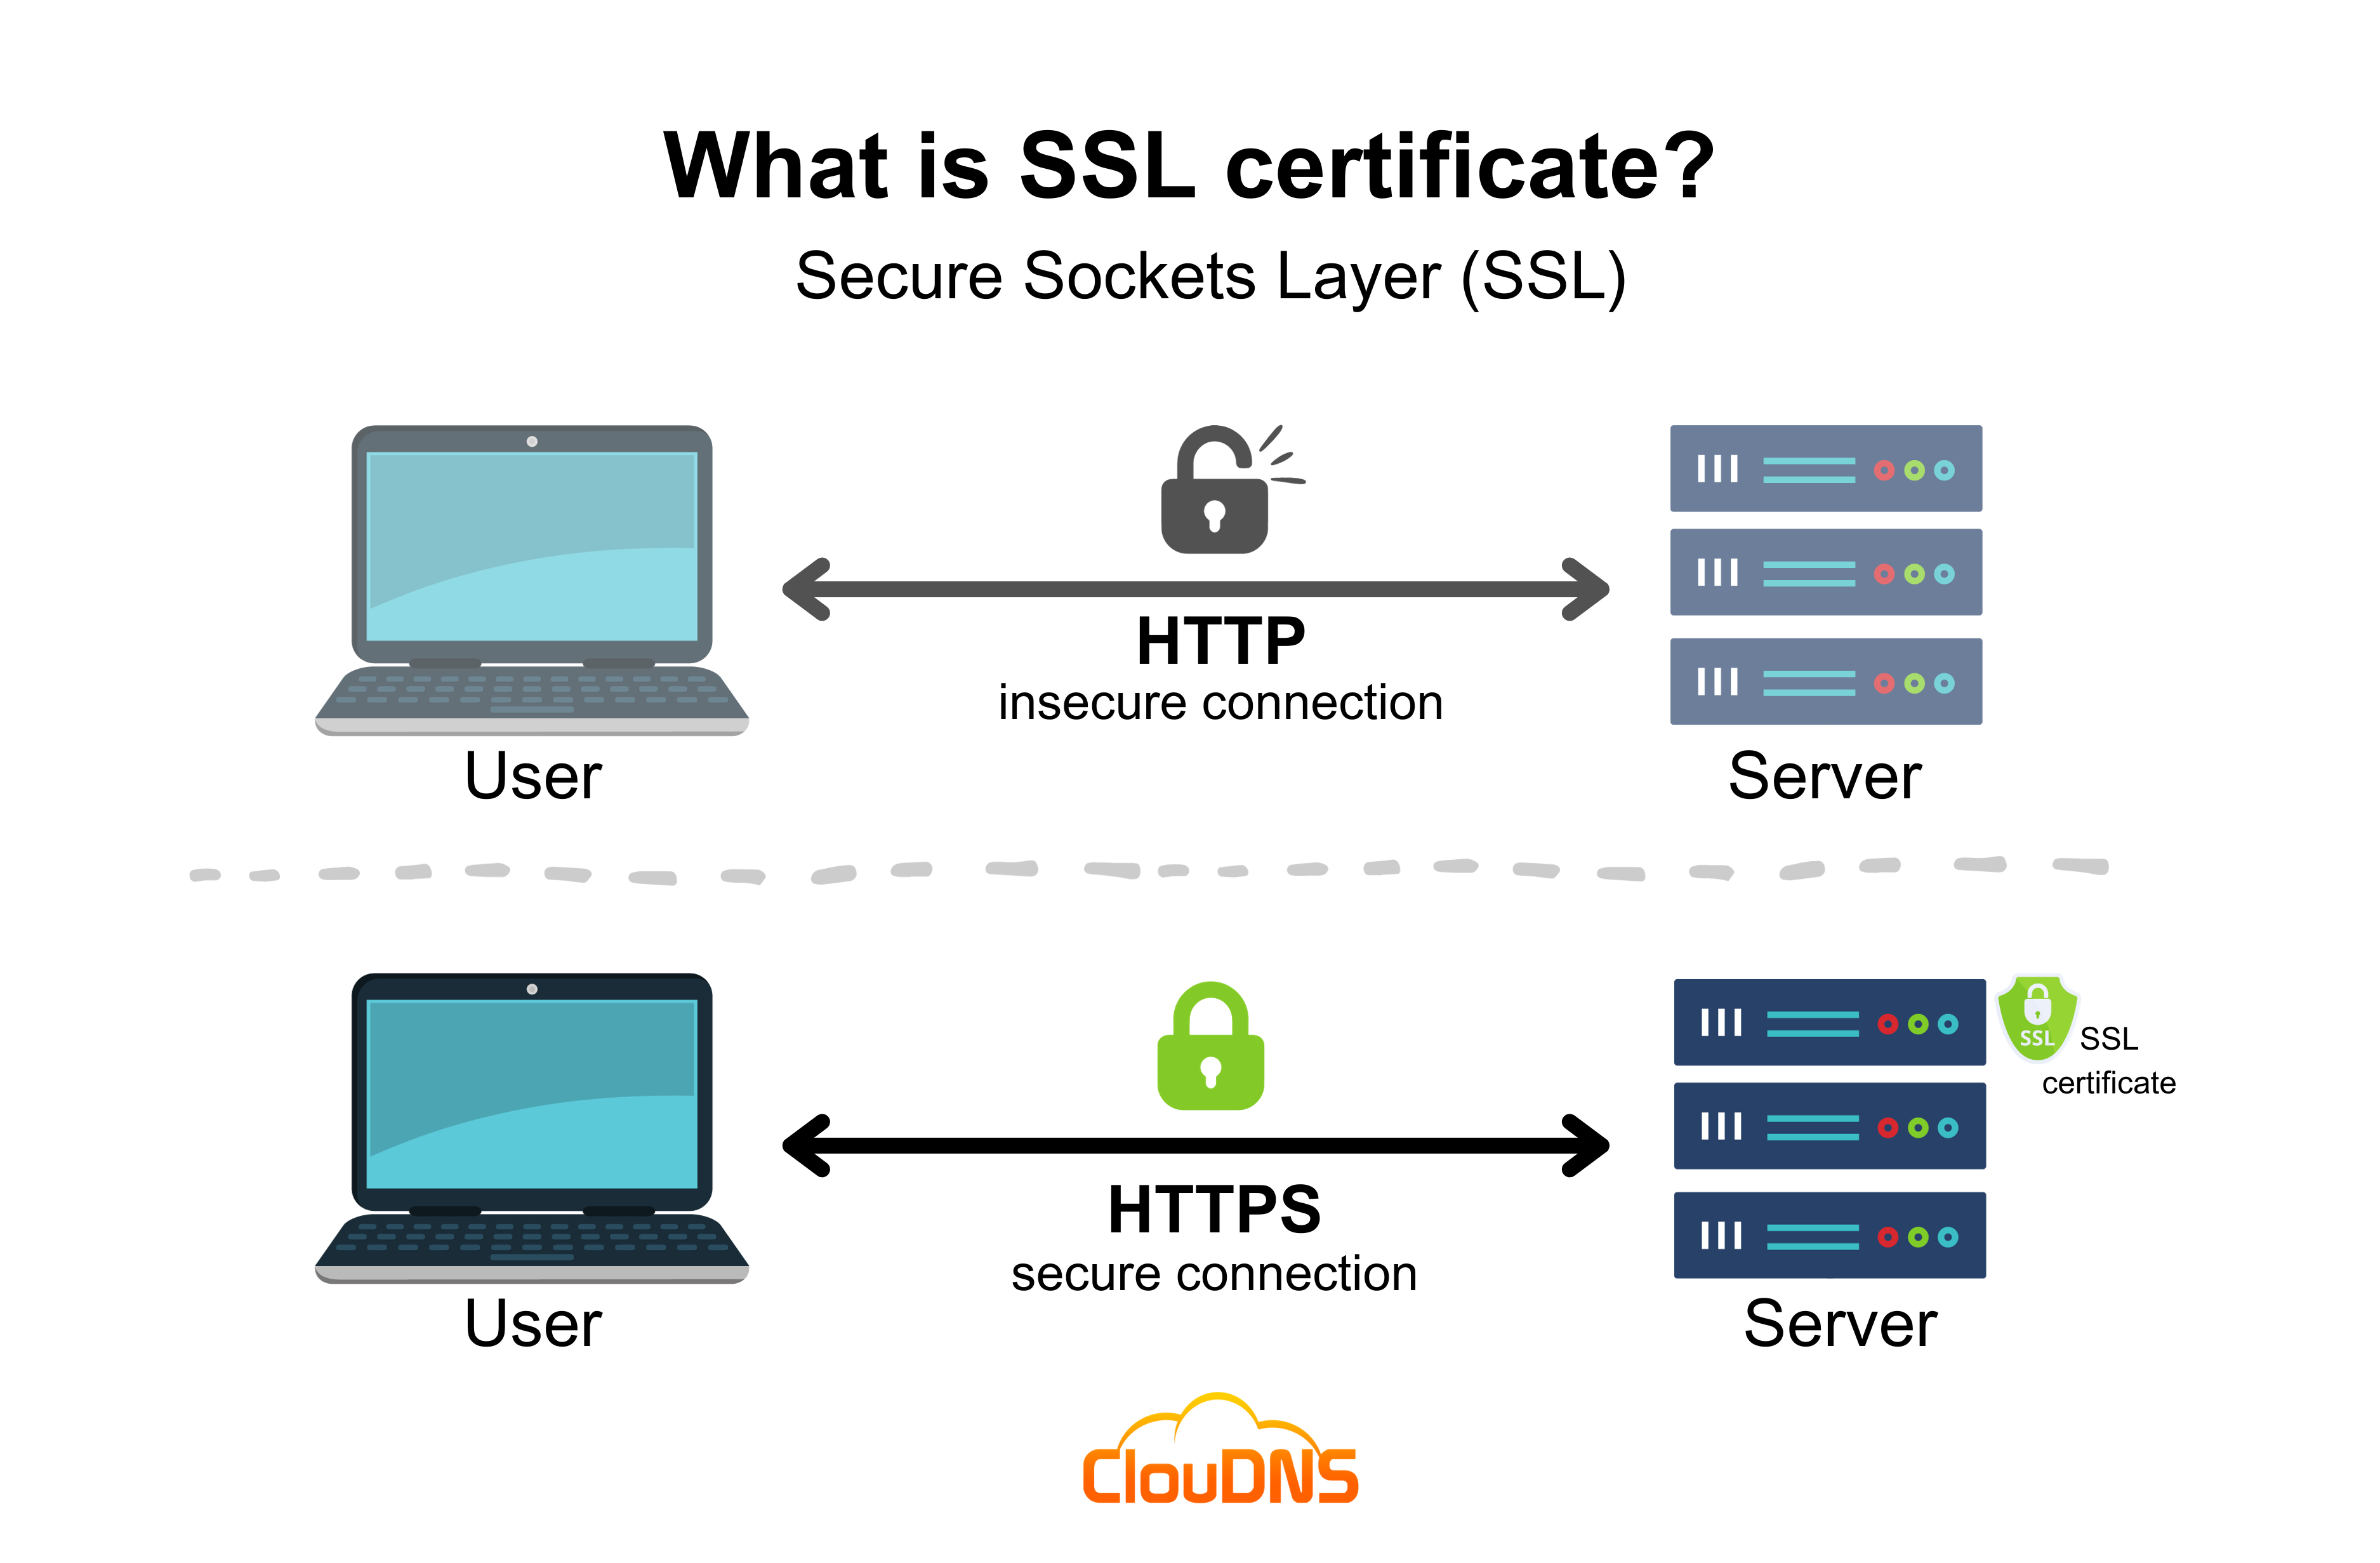 What is SSL certificate?
Secure Sockets Layer (SSL)
HTTP
insecure connection
User
Server
SSL
SSL
certificate
HTTPS
secure connection
User
Server
ClouDNS